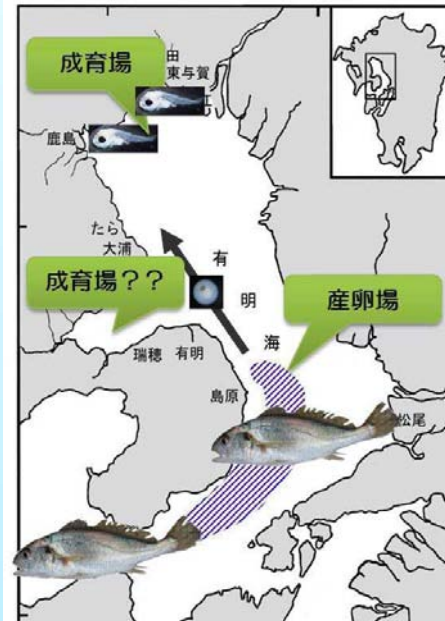 成育場
田
東与賀
江
鹿島
たら
大浦
有
明
海
成育場??
産卵場
瑞穂
有明
島原
松尾